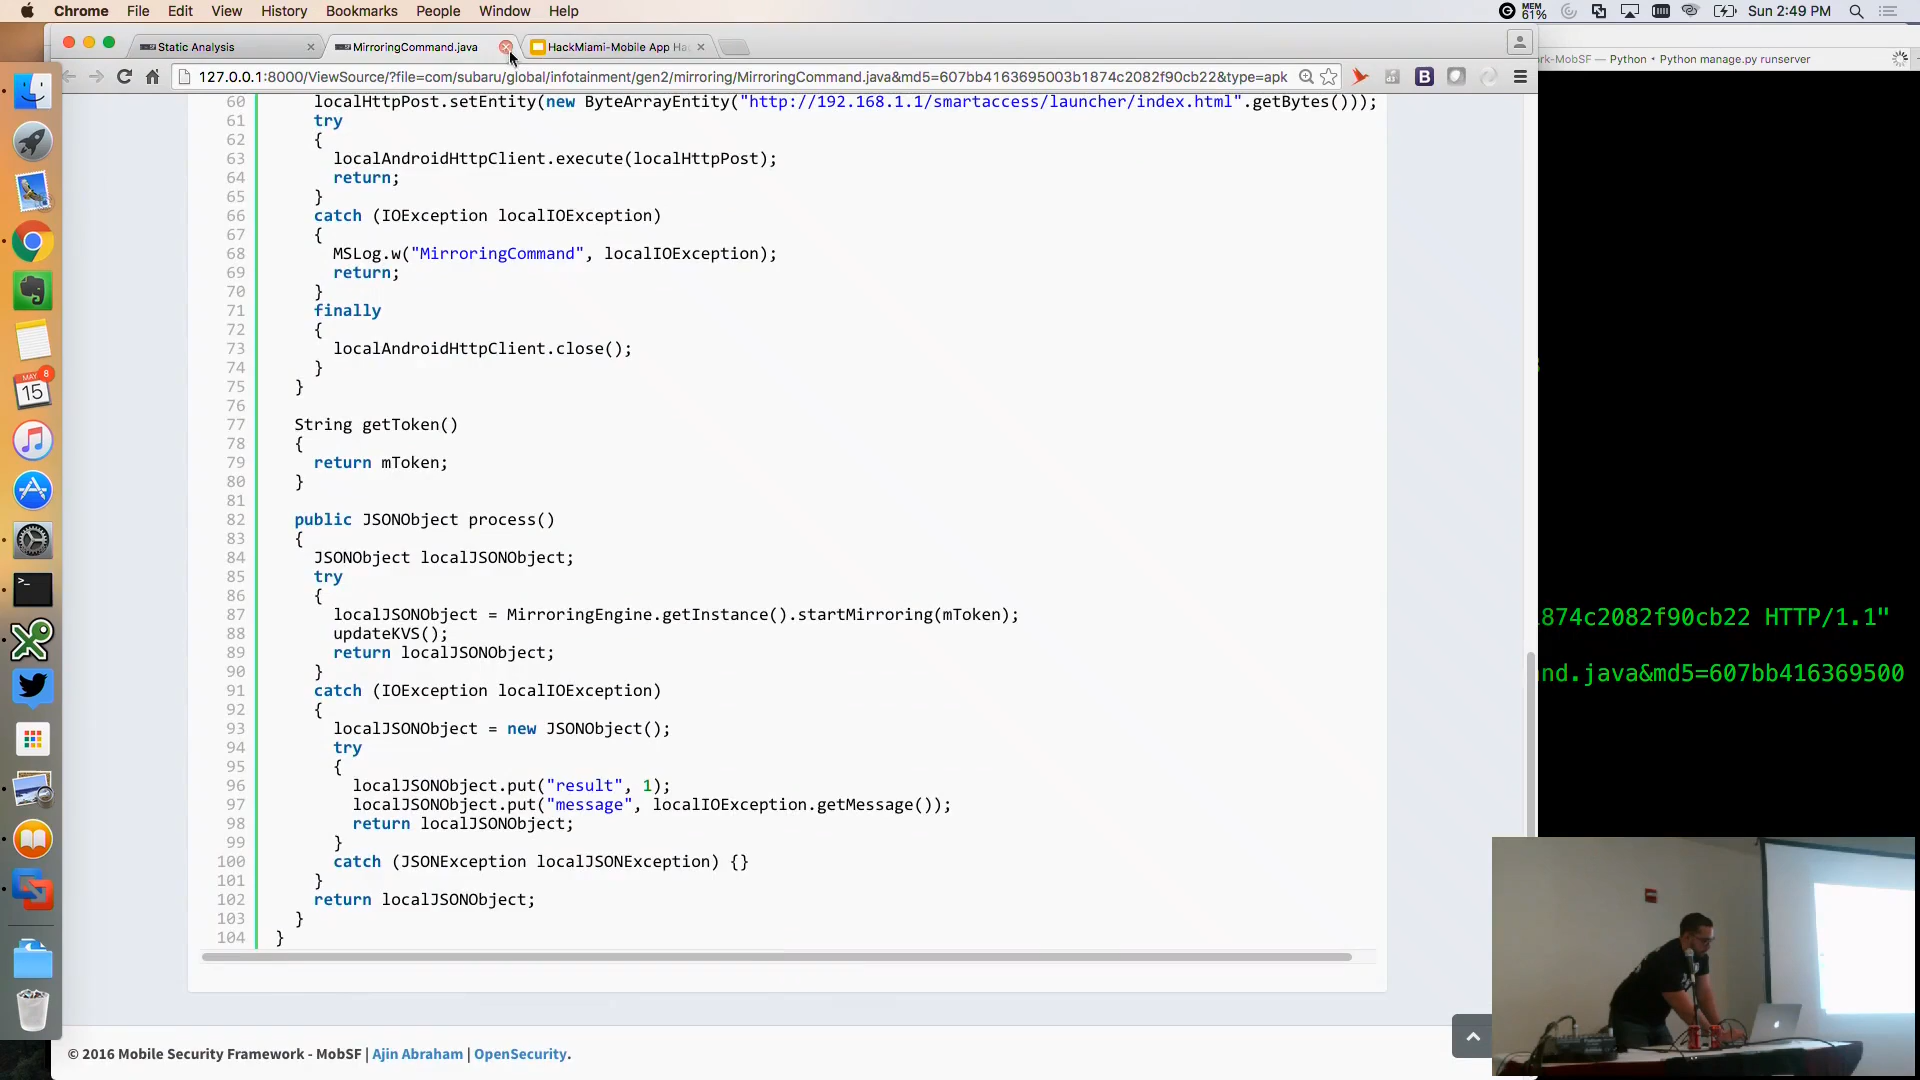 Chrome File Edit View History Bookmarks People Window Help
MEM
61%
Sun 2:49 PM
Static Analysis
MirroringCommand.java
HackMiami-Mobile App Ha
rk-MobSF — Python • Python manage.py runserver
127.0.0.1:8000/ViewSource/?file=com/subaru/global/infotainment/gen2/mirroring/MirroringCommand.java&md5=607bb4163695003b1874c2082f90cb22&type=apk
60 localHttpPost.setEntity(new ByteArrayEntity("http://192.168.1.1/smartaccess/launcher/index.html".getBytes()));
61 try
62 {
63 localAndroidHttpClient.execute(localHttpPost);
64 return;
65 }
66 catch (IOException localIOException)
67 {
68 MSLog.w("MirroringCommand", localIOException);
69 return;
70 }
71 finally
72 {
73 localAndroidHttpClient.close();
74 }
75 }
76
77 String getToken()
78 {
79 return mToken;
80 }
81
82 public JSONObject process()
83 {
84 JSONObject localJSONObject;
85 try
86 {
87 localJSONObject = MirroringEngine.getInstance().startMirroring(mToken);
88 updateKVS();
89 return localJSONObject;
90 }
91 catch (IOException localIOException)
92 {
93 localJSONObject = new JSONObject();
94 try
95 {
96 localJSONObject.put("result", 1);
97 localJSONObject.put("message", localIOException.getMessage());
98 return localJSONObject;
99 }
100 catch (JSONException localJSONException) {}
101 }
102 return localJSONObject;
103 }
104 }
1874c2082f90cb22 HTTP/1.1"
nd.java&md5=607bb416369500
MAY
8
15
© 2016 Mobile Security Framework - MobSF | Ajin Abraham | OpenSecurity.